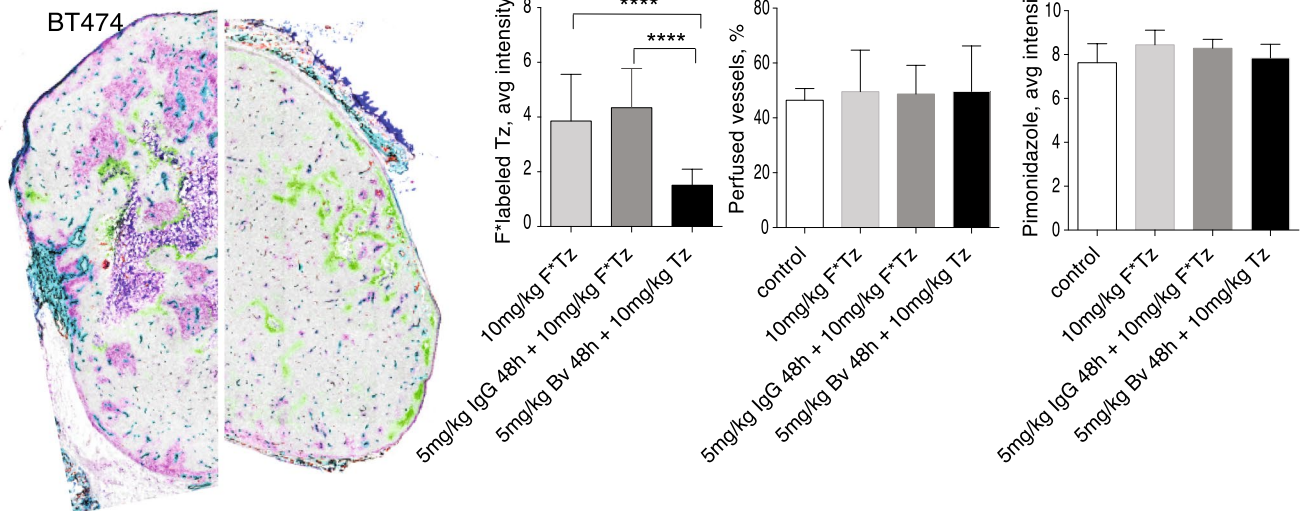 BT474
****
****
F*labeled Tz, avg intensity
8
6
4
2
0
10mg/kg F*Tz
5mg/kg IgG 48h + 10mg/kg F*Tz
5mg/kg Bv 48h + 10mg/kg Tz
Perfused vessels, %
80
60
40
20
0
control
10mg/kg F*Tz
5mg/kg IgG 48h + 10mg/kg F*Tz
5mg/kg Bv 48h + 10mg/kg Tz
Pimonidazole, avg intensi
10
8
6
4
2
0
control
10mg/kg F*Tz
5mg/kg IgG 48h + 10mg/kg F*Tz
5mg/kg Bv 48h + 10mg/kg Tz